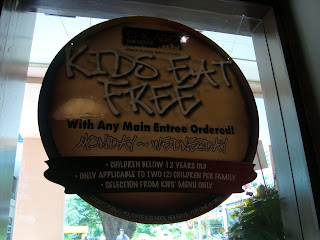 KIDS EAT
FREE
With Any Main Entree Ordered!
MONDAY ~ WEDNESDAY
• CHILDREN BELOW 12 YEARS OLD
• ONLY APPLICABLE TO TWO (2) CHILDREN PER FAMILY
• SELECTION FROM KIDS' MENU ONLY